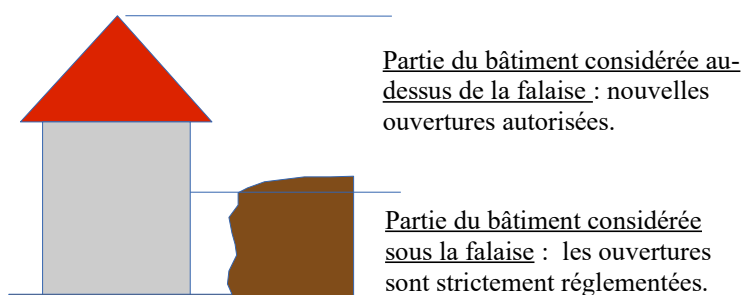 Partie du bâtiment considérée au-
dessus de la falaise : nouvelles
ouvertures autorisées.
Partie du bâtiment considérée
sous la falaise : les ouvertures
sont strictement réglementées.